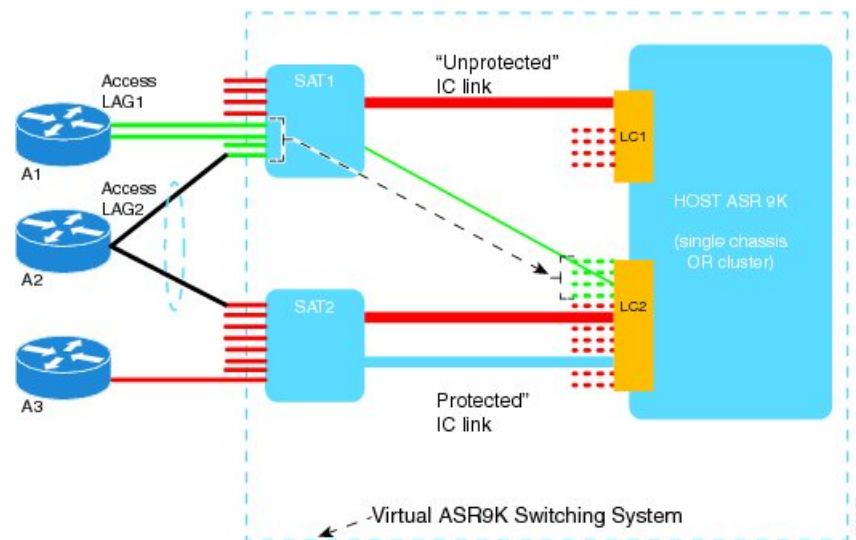 Access
LAG1
A1
Access
LAG2
A2
A3
SAT1
SAT2
“Unprotected”
IC link
LC1
HOST ASR 9K
(single chassis
OR cluster)
LC2
Protected”
IC link
Virtual ASR9K Switching System